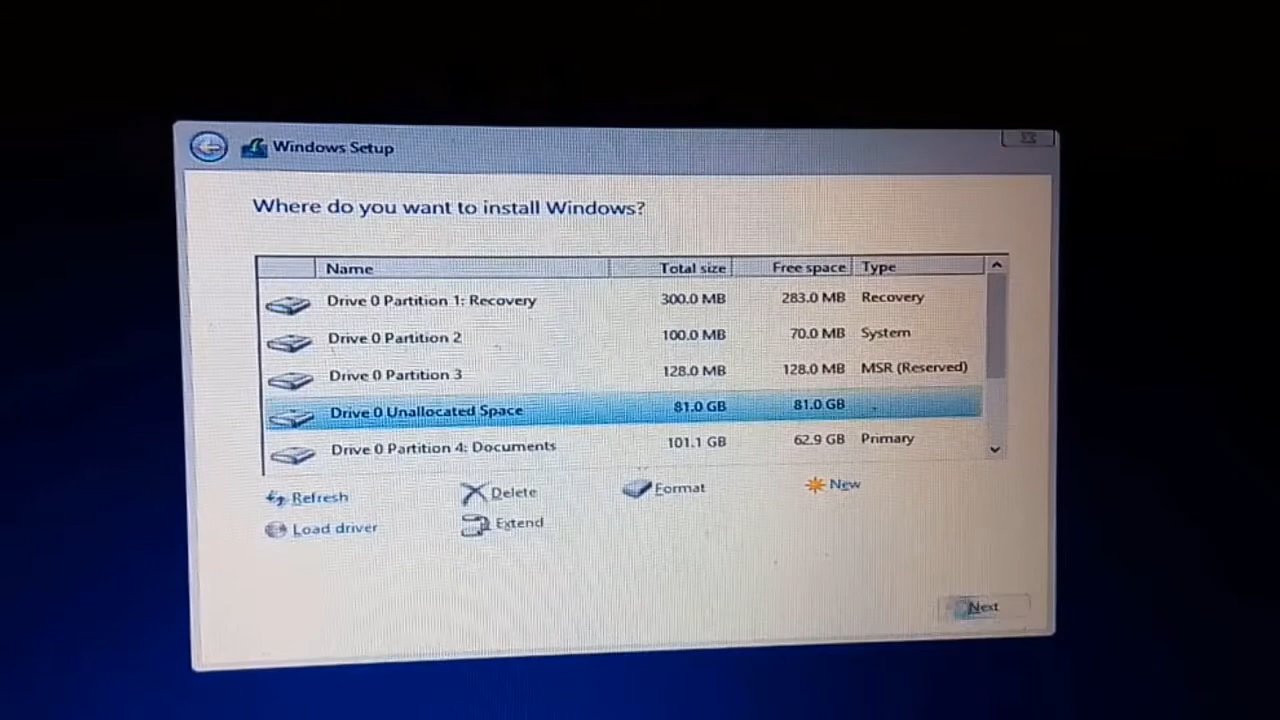 Windows Setup
Where do you want to install Windows?
Name Total size Free space Type
Drive 0 Partition 1: Recovery 300.0 MB 283.0 MB Recovery
Drive 0 Partition 2 100.0 MB 70.0 MB System
Drive 0 Partition 3 128.0 MB 128.0 MB MSR (Reserved)
Drive 0 Unallocated Space 81.0 GB 81.0 GB
Drive 0 Partition 4: Documents 101.1 GB 62.9 GB Primary
Refresh Delete Format New
Load driver Extend
Next